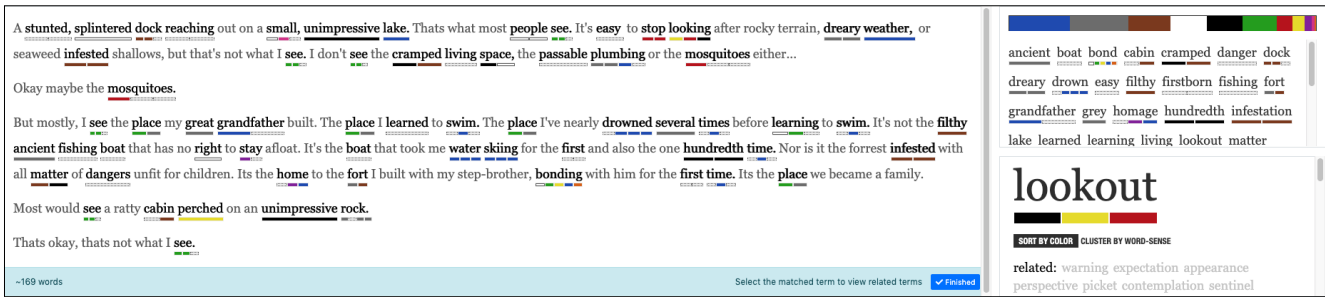 A stunted, splintered dock reaching out on a small, unimpressive lake. Thats what most people see. It's easy to stop looking after rocky terrain, dreary weather, or
seaweed infested shallows, but that's not what I see. I don't see the cramped living space, the passable plumbing or the mosquitoes either...
Okay maybe the mosquitoes.
But mostly, I see the place my great grandfather built. The place I learned to swim. The place I've nearly drowned several times before learning to swim. It's not the filthy
ancient fishing boat that has no right to stay afloat. It's the boat that took me water skiing for the first and also the one hundredth time. Nor is it the forrest infested with
all matter of dangers unfit for children. Its the home to the fort I built with my step-brother, bonding with him for the first time. Its the place we became a family.
Most would see a ratty cabin perched on an unimpressive rock.
Thats okay, thats not what I see.
~169 words
Select the matched term to view related terms
Finished
ancient boat bond cabin cramped danger dock
dreary drown easy filthy firstborn fishing fort
grandfather grey homage hundredth infestation
lake learned learning living lookout matter
lookout
SORT BY COLOR CLUSTER BY WORD-SENSE
related: warning expectation appearance
perspective picket contemplation sentinel